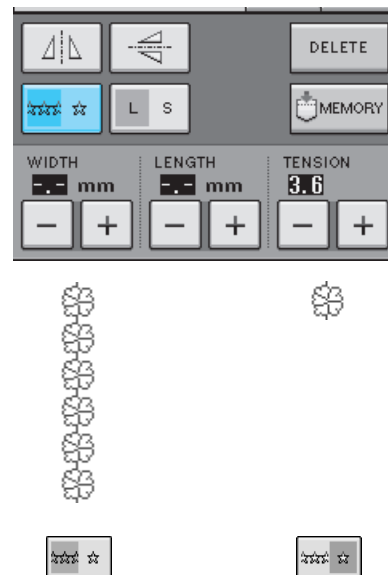 DELETE
L S
MEMORY
WIDTH LENGTH TENSION
-.- mm -.- mm 3.6
− + − + − +